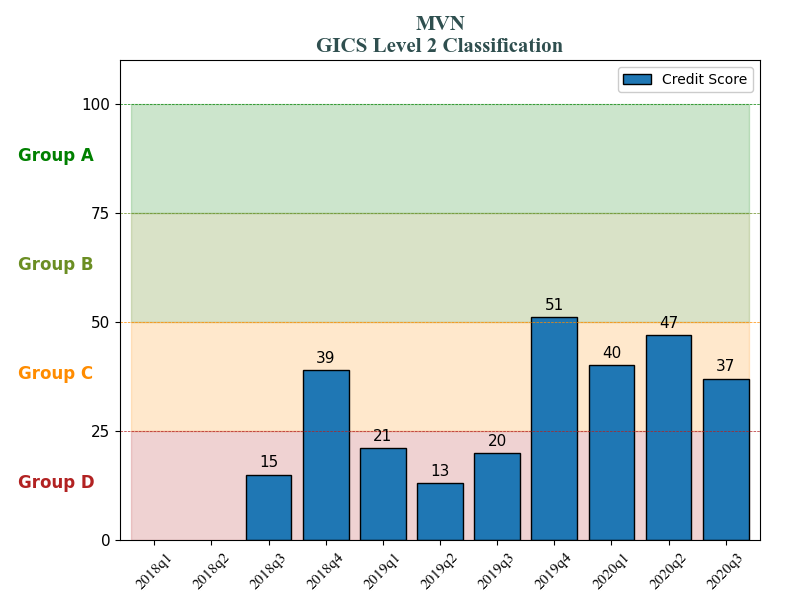 MVN
GICS Level 2 Classification
Credit Score
100
Group A
75
Group B
50
Group C
25
Group D
0
15
39
21
13
20
51
40
47
37
2018q1
2018q2
2018q3
2018q4
2019q1
2019q2
2019q3
2019q4
2020q1
2020q2
2020q3